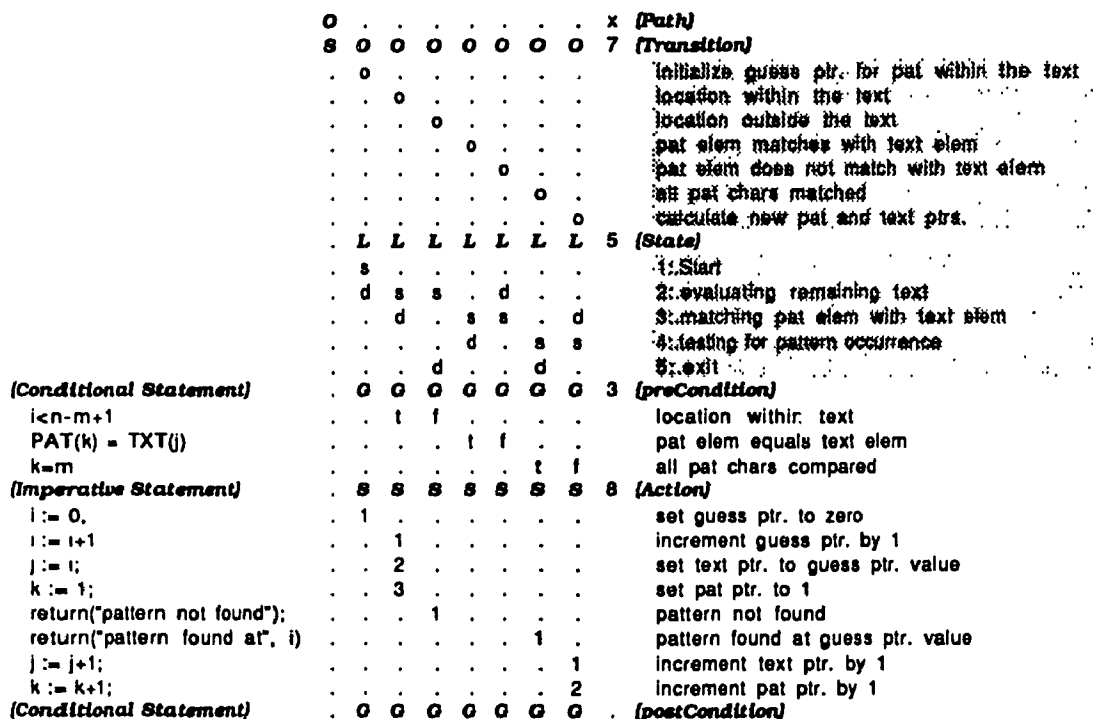 O . . . . . . . x {Path}
S O O O O O O O 7 {Transition}
. o . . . . . . initialize guess ptr. for pat within the text
. . o . . . . . location within the text
. . . o . . . . location outside the text
. . . . o . . . pat elem matches with text elem
. . . . . o . . pat elem does not match with text elem
. . . . . . o . all pat chars matched
. . . . . . . o calculate new pat and text ptrs.
. L L L L L L L 5 {State}
. s . . . . . . 1:.Start
. d s s . d . . 2:.evaluating remaining text
. . d . s s . d 3:.matching pat elem with text elem
. . . . d . s s 4:.testing for pattern occurrence
. . . d . . d . 5:.exit
{Conditional Statement} . G G G G G G G 3 {preCondition}
i<n-m+1 . . t f . . . . location within text
PAT(k) = TXT(j) . . . . t f . . pat elem equals text elem
k=m . . . . . . t f all pat chars compared
{Imperative Statement} . S S S S S S S 8 {Action}
i := 0, . 1 . . . . . . set guess ptr. to zero
i := i+1 . . 1 . . . . . increment guess ptr. by 1
j := i; . . 2 . . . . . set text ptr. to guess ptr. value
k := 1; . . 3 . . . . . set pat ptr. to 1
return("pattern not found"); . . . 1 . . . . pattern not found
return("pattern found at", i) . . . . . . 1 . pattern found at guess ptr. value
j := j+1; . . . . . . . 1 increment text ptr. by 1
k := k+1; . . . . . . . 2 increment pat ptr. by 1
{Conditional Statement} . G G G G G G G . {postCondition}